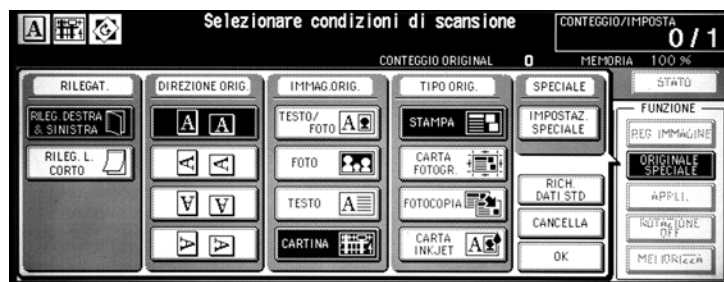 Selezionare condizioni di scansione
CONTEGGIO/IMPOSTA
0/1
CONTEGGIO ORIGINAL 0 MEMORIA 100 %
RILEGAT.
RILEG. DESTRA
& SINISTRA
RILEG. L.
CORTO
DIREZIONE ORIG.
IMMAG.ORIG.
TESTO/
FOTO
FOTO
TESTO
CARTINA
TIPO ORIG.
STAMPA
CARTA
FOTOGR.
FOTOCOPIA
CARTA
INKJET
SPECIALE
IMPOSTAZ.
SPECIALE
RICH.
DATI STD
CANCELLA
OK
STATO
FUNZIONE
REG IMMAGINE
ORIGINALE
SPECIALE
APPLI.
ROTAZIONE
OFF
MEMORIZZA